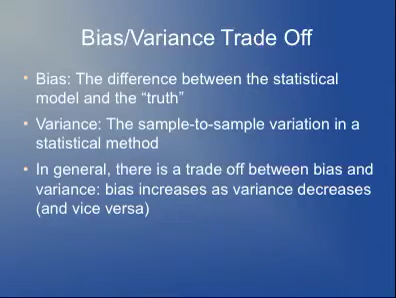 Bias/Variance Trade Off
• Bias: The difference between the statistical
model and the “truth”
• Variance: The sample-to-sample variation in a
statistical method
• In general, there is a trade off between bias and
variance: bias increases as variance decreases
(and vice versa)